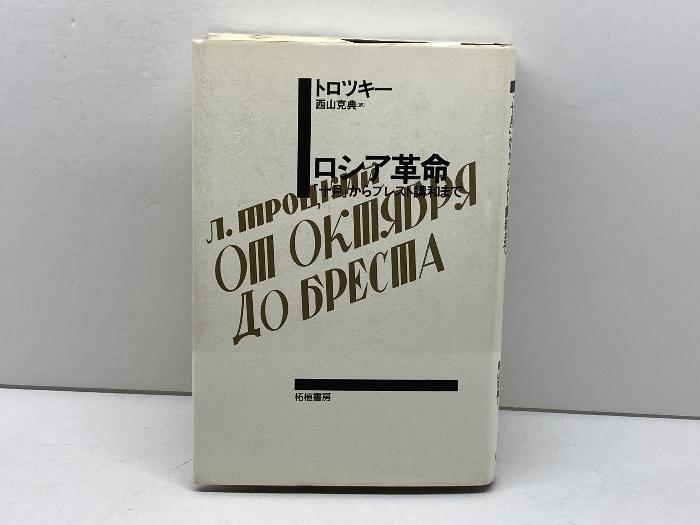 トロツキー
西山克典 訳
ロシア革命
「十月」からブレスト講和まで
Л. ТРОЦКИЙ
ОТ ОКТЯБРЯ
ДО БРЕСТА
柘植書房